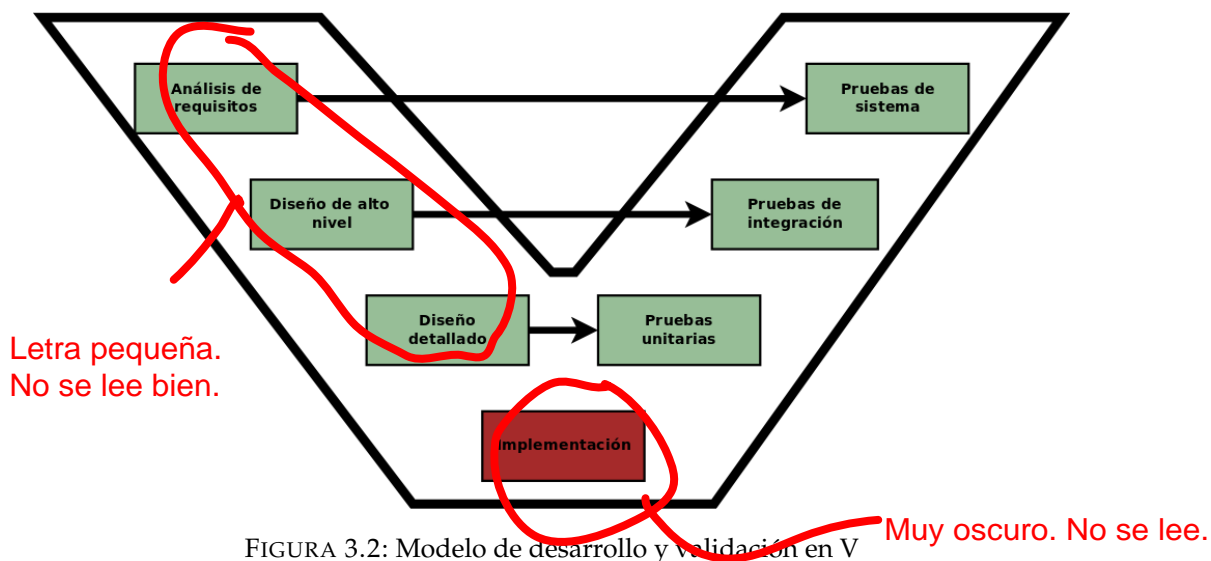 Análisis de
requisitos
Pruebas de
sistema
Diseño de alto
nivel
Pruebas de
integración
Diseño
detallado
Pruebas
unitarias
Letra pequeña.
No se lee bien.
Implementación
Muy oscuro. No se lee.
FIGURA 3.2: Modelo de desarrollo y validación en V